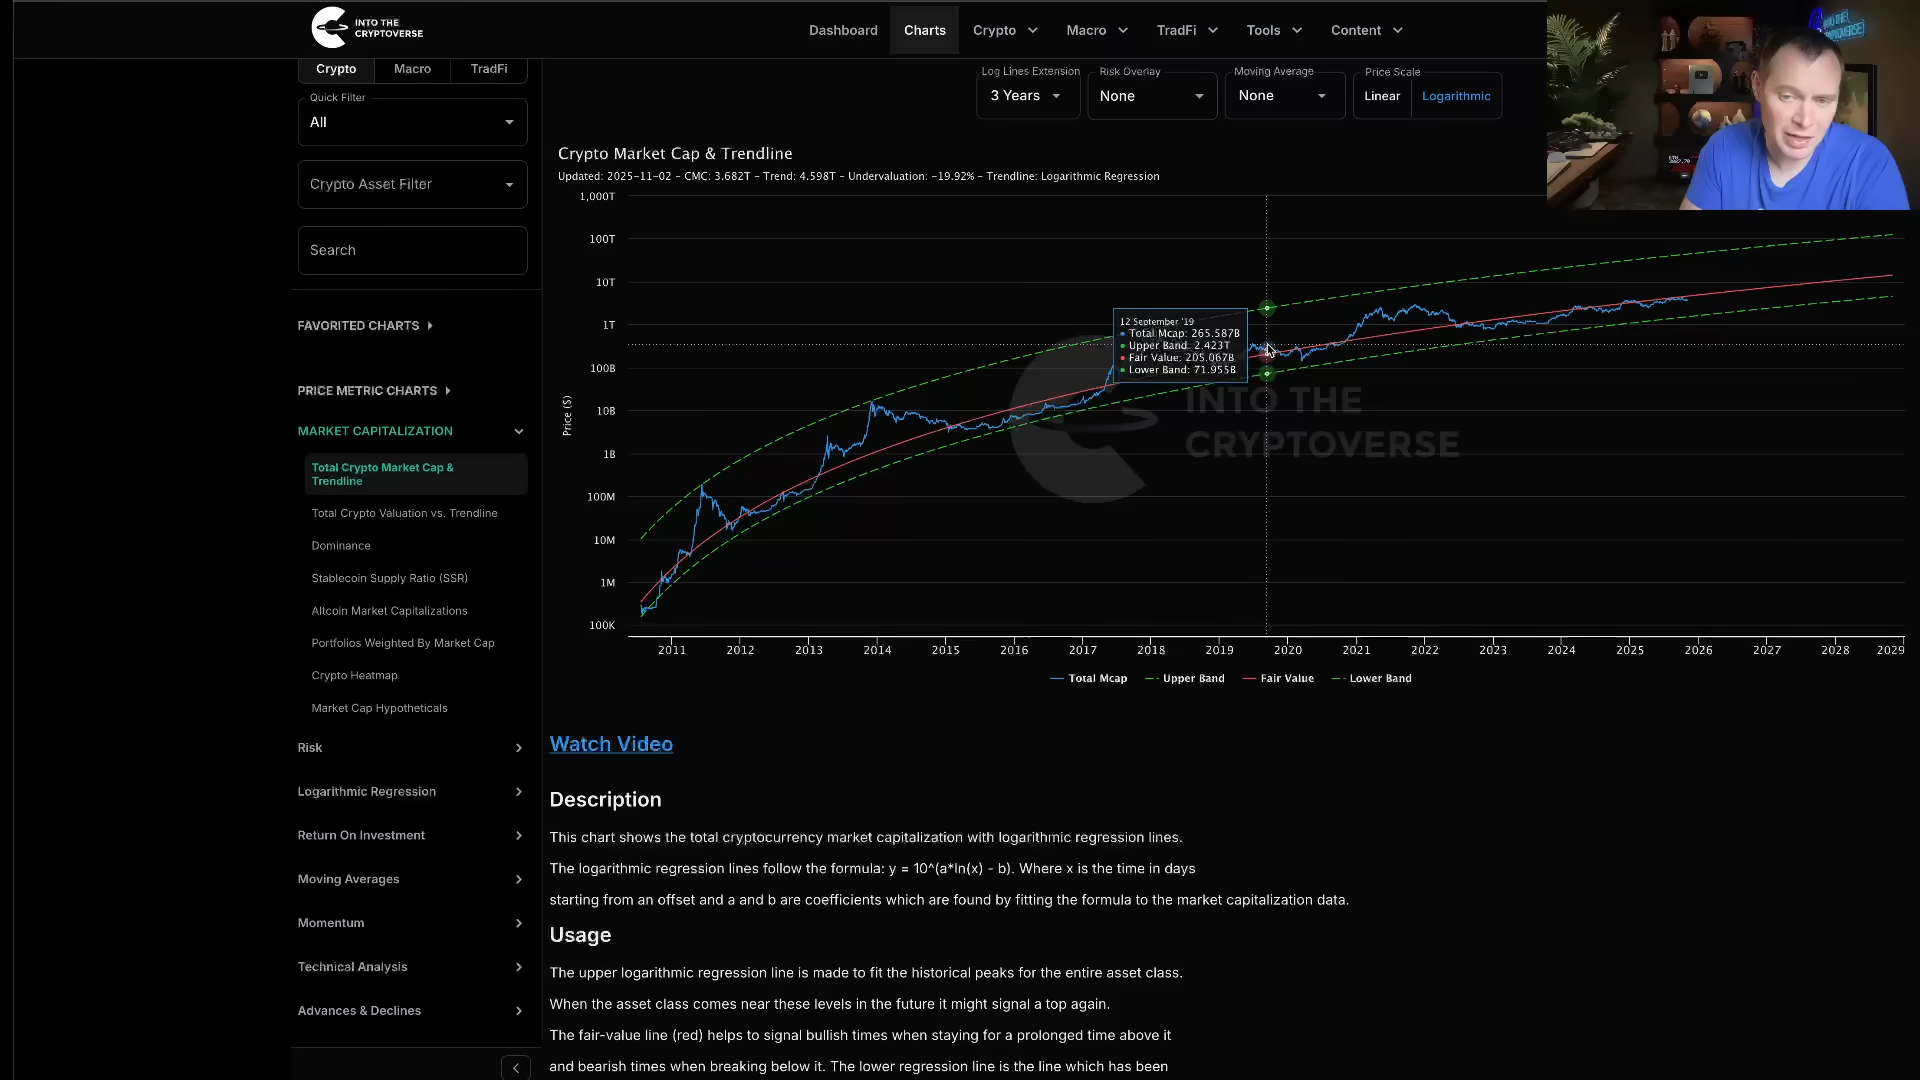 INTO THE
CRYPTOVERSE
Dashboard
Charts
Crypto
Macro
TradFi
Tools
Content
Crypto
Macro
TradFi
Quick Filter
All
Crypto Asset Filter
Search
FAVORITED CHARTS
PRICE METRIC CHARTS
MARKET CAPITALIZATION
Total Crypto Market Cap &
Trendline
Total Crypto Valuation vs. Trendline
Dominance
Stablecoin Supply Ratio (SSR)
Altcoin Market Capitalizations
Portfolios Weighted By Market Cap
Crypto Heatmap
Market Cap Hypotheticals
Risk
Logarithmic Regression
Return On Investment
Moving Averages
Momentum
Technical Analysis
Advances & Declines
Log Lines Extension
3 Years
Risk Overlay
None
Moving Average
None
Price Scale
Linear
Logarithmic
Crypto Market Cap & Trendline
Updated: 2025-11-02 - CMC: 3.682T - Trend: 4.598T - Undervaluation: -19.92% - Trendline: Logarithmic Regression
1,000T
100T
10T
1T
100B
10B
1B
100M
10M
1M
100K
Price ($)
12 September '19
Total Mcap: 265.587B
Upper Band: 2.423T
Fair Value: 205.067B
Lower Band: 71.955B
INTO THE
CRYPTOVERSE
2011
2012
2013
2014
2015
2016
2017
2018
2019
2020
2021
2022
2023
2024
2025
2026
2027
2028
2029
Total Mcap
Upper Band
Fair Value
Lower Band
Watch Video
Description
This chart shows the total cryptocurrency market capitalization with logarithmic regression lines.
The logarithmic regression lines follow the formula: y = 10^(a*ln(x) - b). Where x is the time in days
starting from an offset and a and b are coefficients which are found by fitting the formula to the market capitalization data.
Usage
The upper logarithmic regression line is made to fit the historical peaks for the entire asset class.
When the asset class comes near these levels in the future it might signal a top again.
The fair-value line (red) helps to signal bullish times when staying for a prolonged time above it
and bearish times when breaking below it. The lower regression line is the line which has been